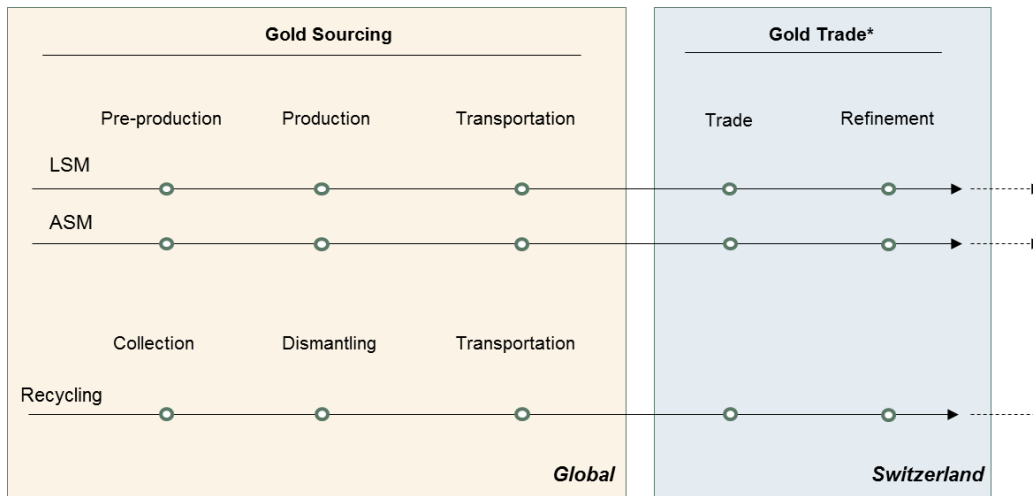 Gold Sourcing
Gold Trade*
Pre-production
Production
Transportation
Trade
Refinement
LSM
ASM
Collection
Dismantling
Transportation
Recycling
Global
Switzerland